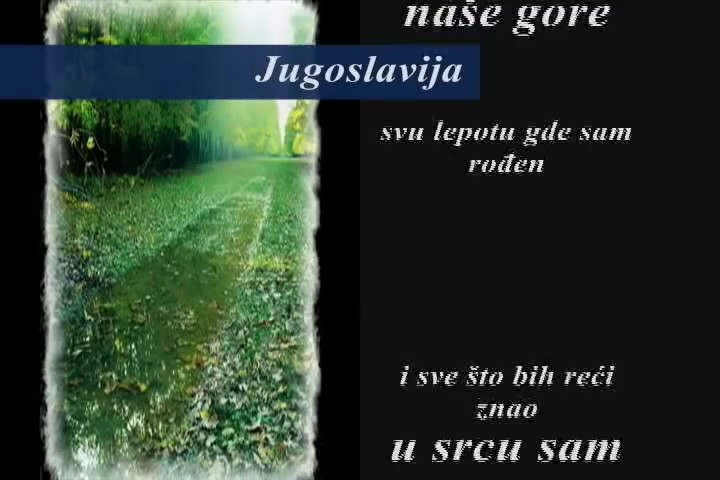 naše gore
Jugoslavija
svu lepotu gde sam
rođen
i sve što bih reći
znao
u srcu sam